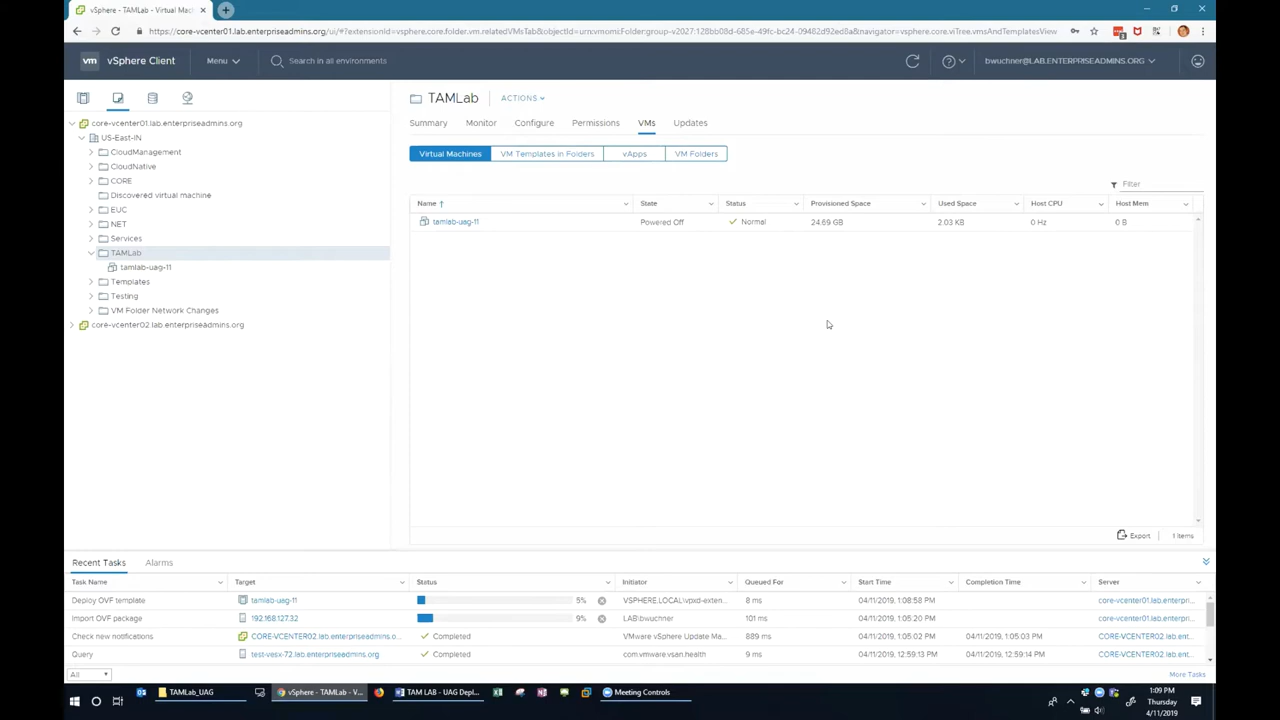 vSphere - TAMLab - Virtual Machin
https://core-vcenter01.lab.enterpriseadmins.org/ui/#?extensionId=vsphere.core.folder.vm.relatedVMsTab&objectId=urn:vmomi:Folder:group-v2027:128bb08d-685e-49fc-bc24-09482d92ed8a&navigator=vsphere.core.viTree.vmsAndTemplatesView
vm vSphere Client Menu Search in all environments bwuchner@LAB.ENTERPRISEADMINS.ORG
TAMLab ACTIONS
Summary Monitor Configure Permissions VMs Updates
Virtual Machines VM Templates in Folders vApps VM Folders
Filter
Name State Status Provisioned Space Used Space Host CPU Host Mem
tamlab-uag-11 Powered Off Normal 24.69 GB 2.03 KB 0 Hz 0 B
core-vcenter01.lab.enterpriseadmins.org
US-East-IN
CloudManagement
CloudNative
CORE
Discovered virtual machine
EUC
NET
Services
TAMLab
tamlab-uag-11
Templates
Testing
VM Folder Network Changes
core-vcenter02.lab.enterpriseadmins.org
Export 1 items
Recent Tasks Alarms
Task Name Target Status Initiator Queued For Start Time Completion Time Server
Deploy OVF template tamlab-uag-11 5% VSPHERE.LOCAL\vpxd-exten... 8 ms 04/11/2019, 1:08:58 PM core-vcenter01.lab.enterpri...
Import OVF package 192.168.127.32 9% LAB\bwuchner 101 ms 04/11/2019, 1:05:20 PM core-vcenter01.lab.enterpri...
Check new notifications CORE-VCENTER02.lab.enterpriseadmins.o... Completed VMware vSphere Update Ma... 889 ms 04/11/2019, 1:05:02 PM 04/11/2019, 1:05:03 PM CORE-VCENTER02.lab.ent...
Query test-vesx-72.lab.enterpriseadmins.org Completed com.vmware.vsan.health 9 ms 04/11/2019, 12:59:13 PM 04/11/2019, 12:59:14 PM CORE-VCENTER02.lab.ent...
All More Tasks
TAMLab_UAG vSphere - TAMLab - V... TAM LAB - UAG Depl... Meeting Controls
1:09 PM
Thursday
4/11/2019